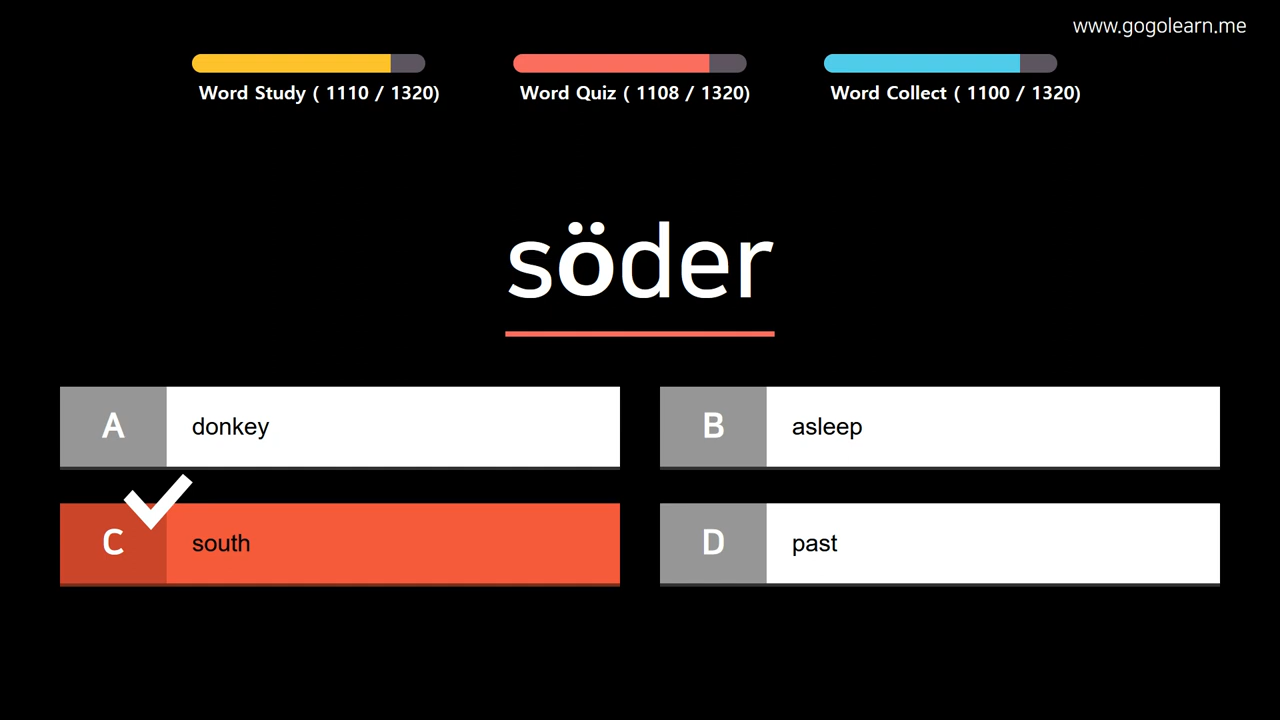 www.gogolearn.me
Word Study ( 1110 / 1320)
Word Quiz ( 1108 / 1320)
Word Collect ( 1100 / 1320)
söder
A donkey
B asleep
C south
D past